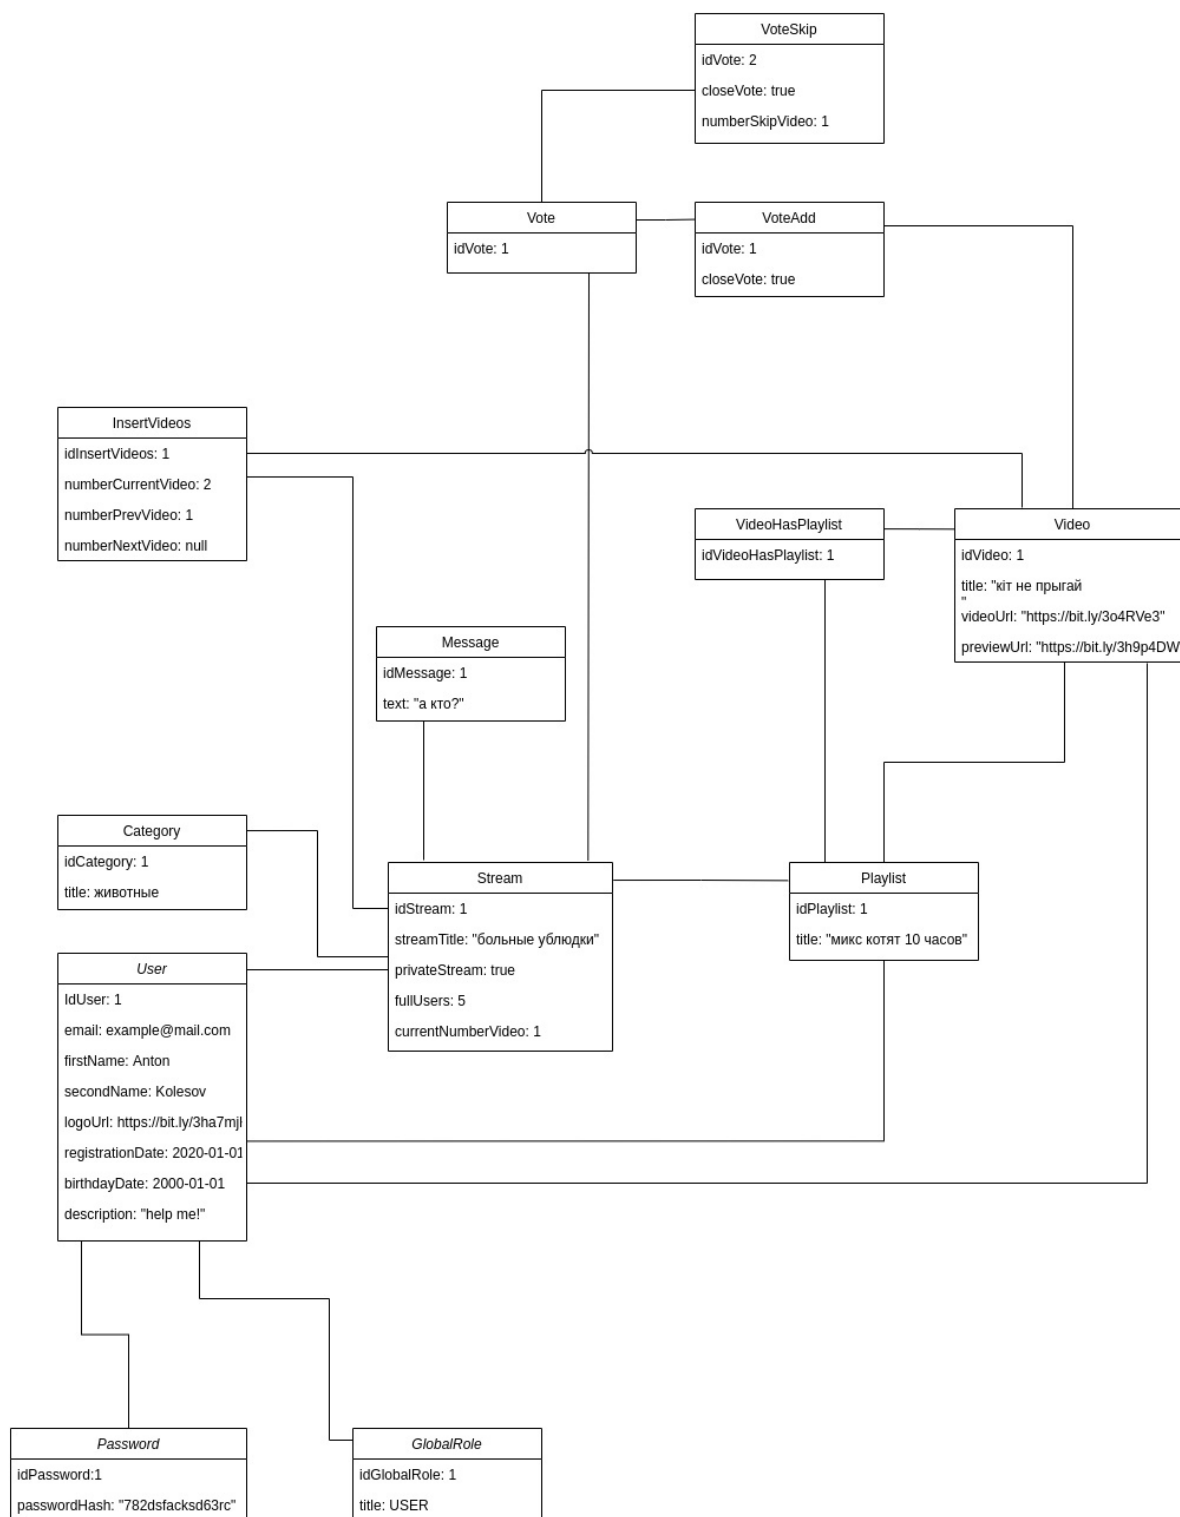 VoteSkip
idVote: 2
closeVote: true
numberSkipVideo: 1
Vote
idVote: 1
VoteAdd
idVote: 1
closeVote: true
InsertVideos
idInsertVideos: 1
numberCurrentVideo: 2
numberPrevVideo: 1
numberNextVideo: null
VideoHasPlaylist
idVideoHasPlaylist: 1
Video
idVideo: 1
title: "кіт не прыгай
"
videoUrl: "https://bit.ly/3o4RVe3"
previewUrl: "https://bit.ly/3h9p4DW
Message
idMessage: 1
text: "а кто?"
Category
idCategory: 1
title: животные
Stream
idStream: 1
streamTitle: "больные ублюдки"
privateStream: true
fullUsers: 5
currentNumberVideo: 1
Playlist
idPlaylist: 1
title: "микс котят 10 часов"
User
IdUser: 1
email: example@mail.com
firstName: Anton
secondName: Kolesov
logoUrl: https://bit.ly/3ha7mj
registrationDate: 2020-01-01
birthdayDate: 2000-01-01
description: "help me!"
Password
idPassword:1
passwordHash: "782dsfacksd63rc"
GlobalRole
idGlobalRole: 1
title: USER